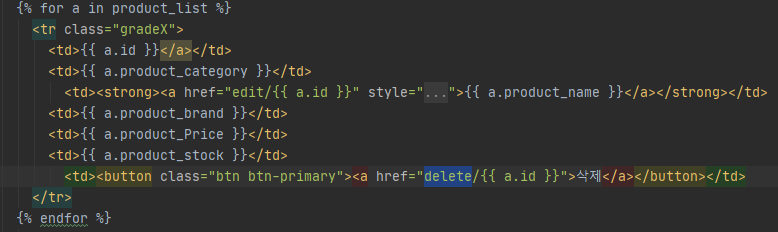 {% for a in product_list %}
<tr class="gradeX">
<td>{{ a.id }}</a></td>
<td>{{ a.product_category }}</td>
<td><strong><a href="edit/{{ a.id }}" style="...">{{ a.product_name }}</a></strong></td>
<td>{{ a.product_brand }}</td>
<td>{{ a.product_Price }}</td>
<td>{{ a.product_stock }}</td>
<td><button class="btn btn-primary"><a href="delete/{{ a.id }}">삭제</a></button></td>
</tr>
{% endfor %}